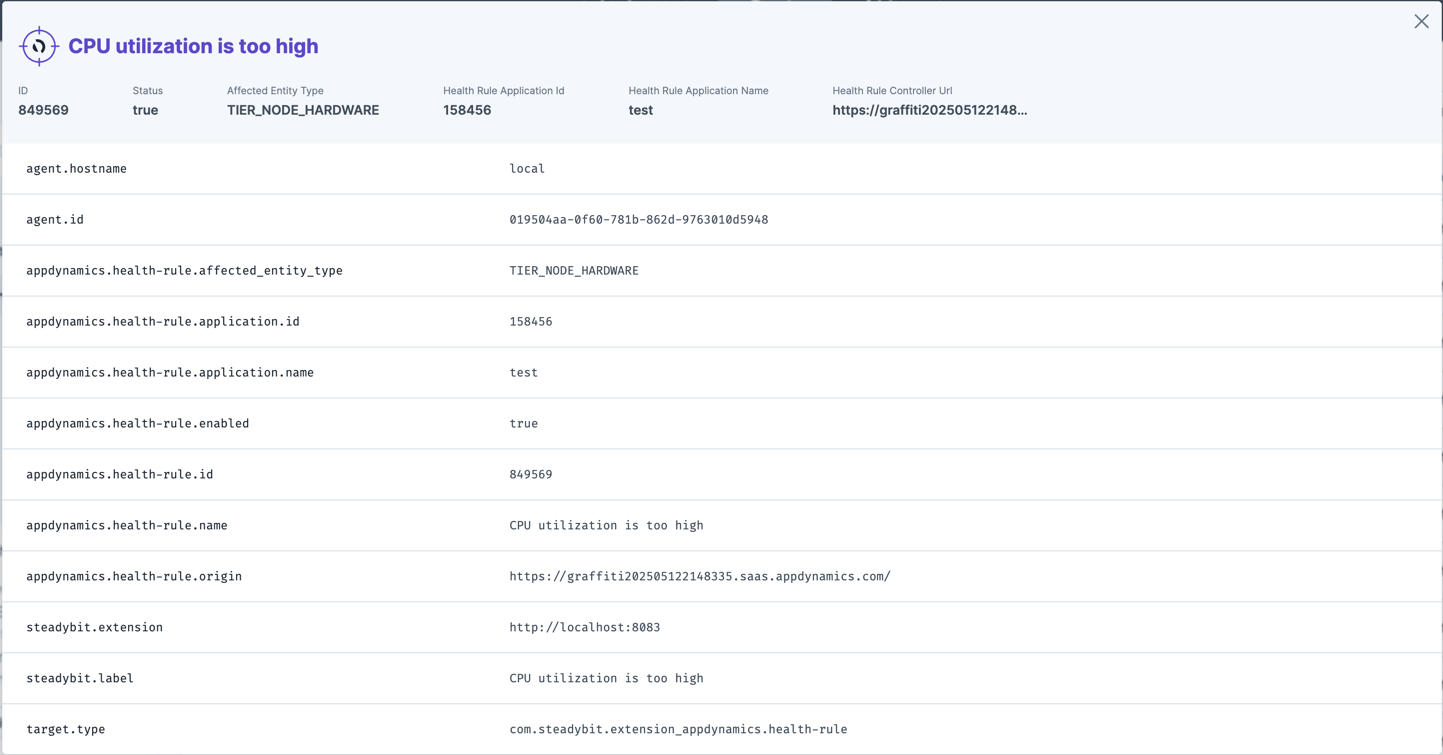 CPU utilization is too high
ID Status Affected Entity Type Health Rule Application Id Health Rule Application Name Health Rule Controller Url
849569 true TIER_NODE_HARDWARE 158456 test https://graffiti202505122148...
agent.hostname local
agent.id 019504aa-0f60-781b-862d-9763010d5948
appdynamics.health-rule.affected_entity_type TIER_NODE_HARDWARE
appdynamics.health-rule.application.id 158456
appdynamics.health-rule.application.name test
appdynamics.health-rule.enabled true
appdynamics.health-rule.id 849569
appdynamics.health-rule.name CPU utilization is too high
appdynamics.health-rule.origin https://graffiti202505122148335.saas.appdynamics.com/
steadybit.extension http://localhost:8083
steadybit.label CPU utilization is too high
target.type com.steadybit.extension_appdynamics.health-rule